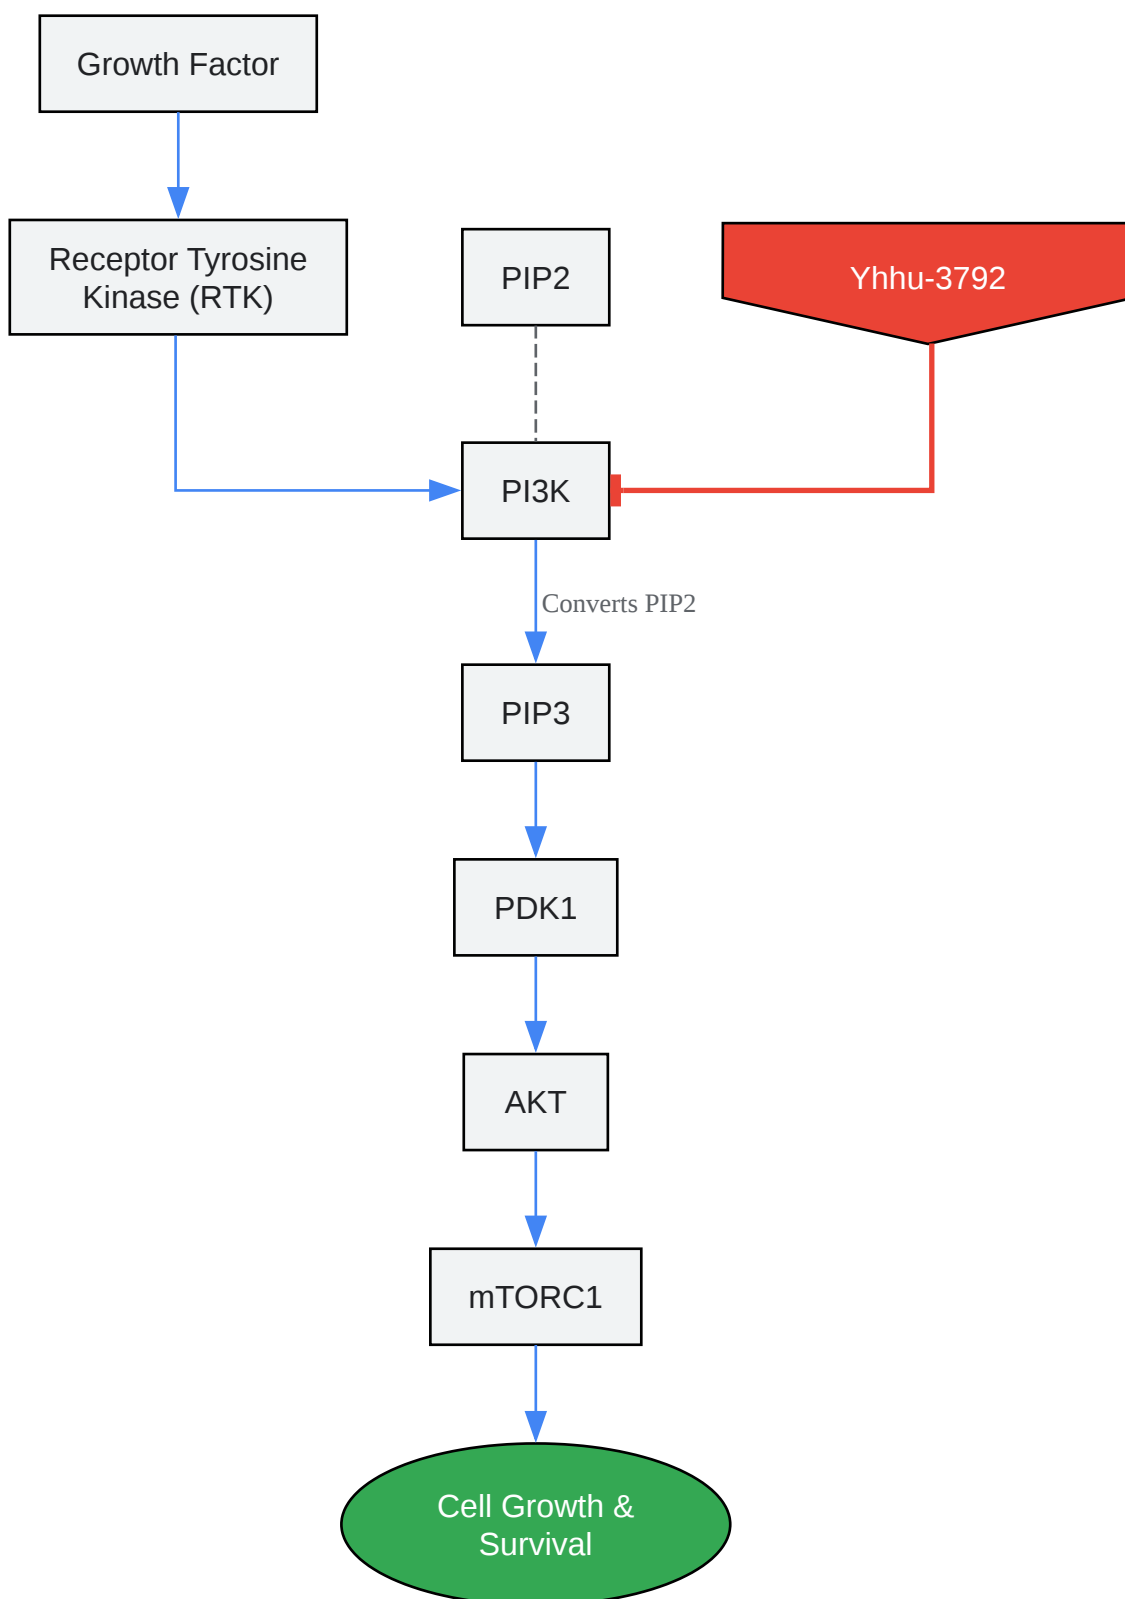 Growth Factor
Receptor Tyrosine
Kinase (RTK)
PIP2
Yhhu-3792
PI3K
Converts PIP2
PIP3
PDK1
AKT
mTORC1
Cell Growth &
Survival